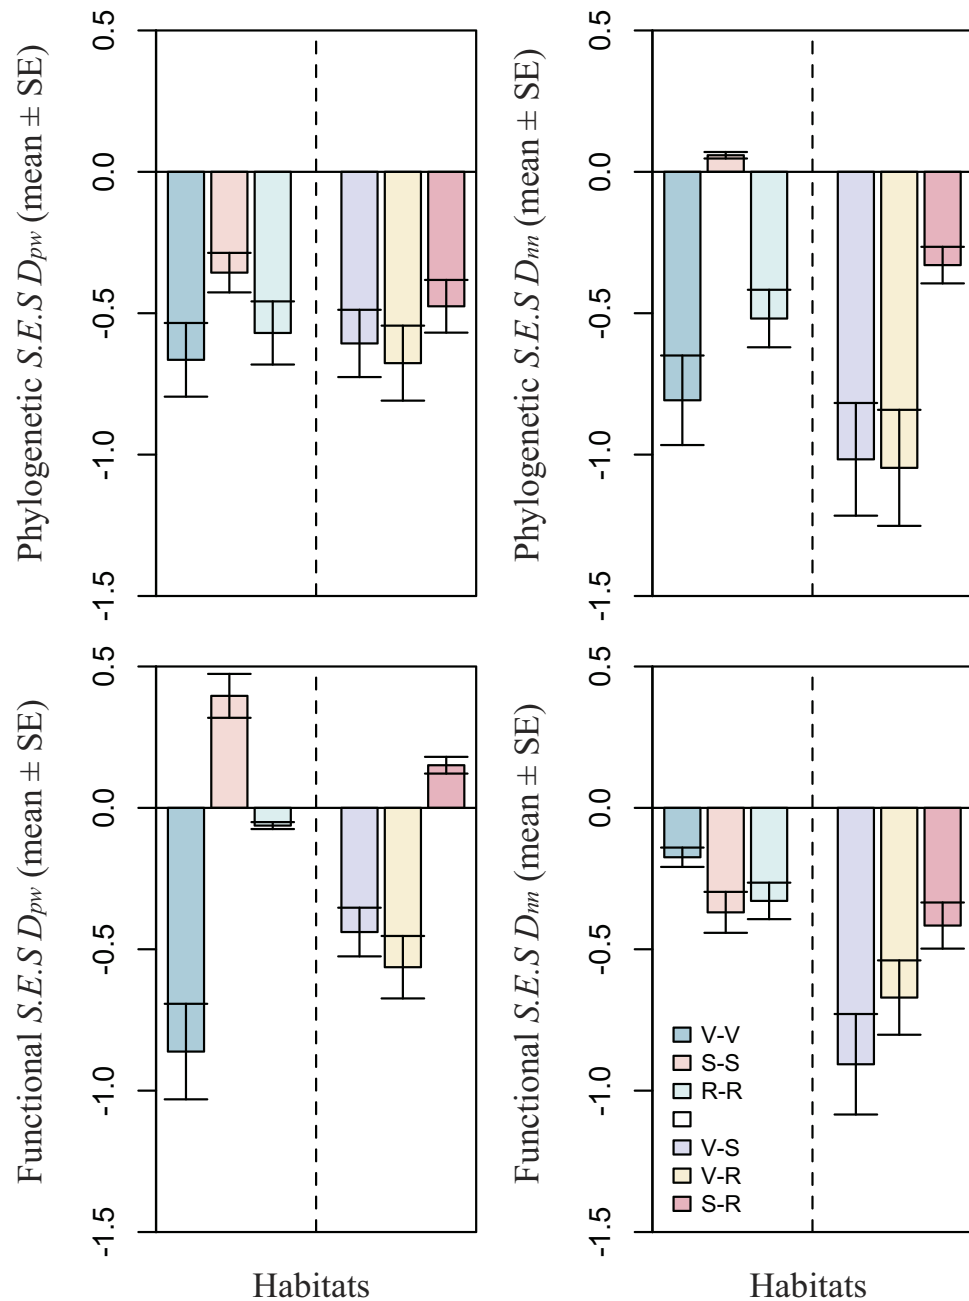 Phylogenetic S.E.S Dpw (mean ± SE)
0.5
0.0
-0.5
-1.0
-1.5
Phylogenetic S.E.S Dnn (mean ± SE)
0.5
0.0
-0.5
-1.0
-1.5
Functional S.E.S Dpw (mean ± SE)
0.5
0.0
-0.5
-1.0
-1.5
Habitats
Functional S.E.S Dnn (mean ± SE)
0.5
0.0
-0.5
-1.0
-1.5
V-V
S-S
R-R
V-S
V-R
S-R
Habitats